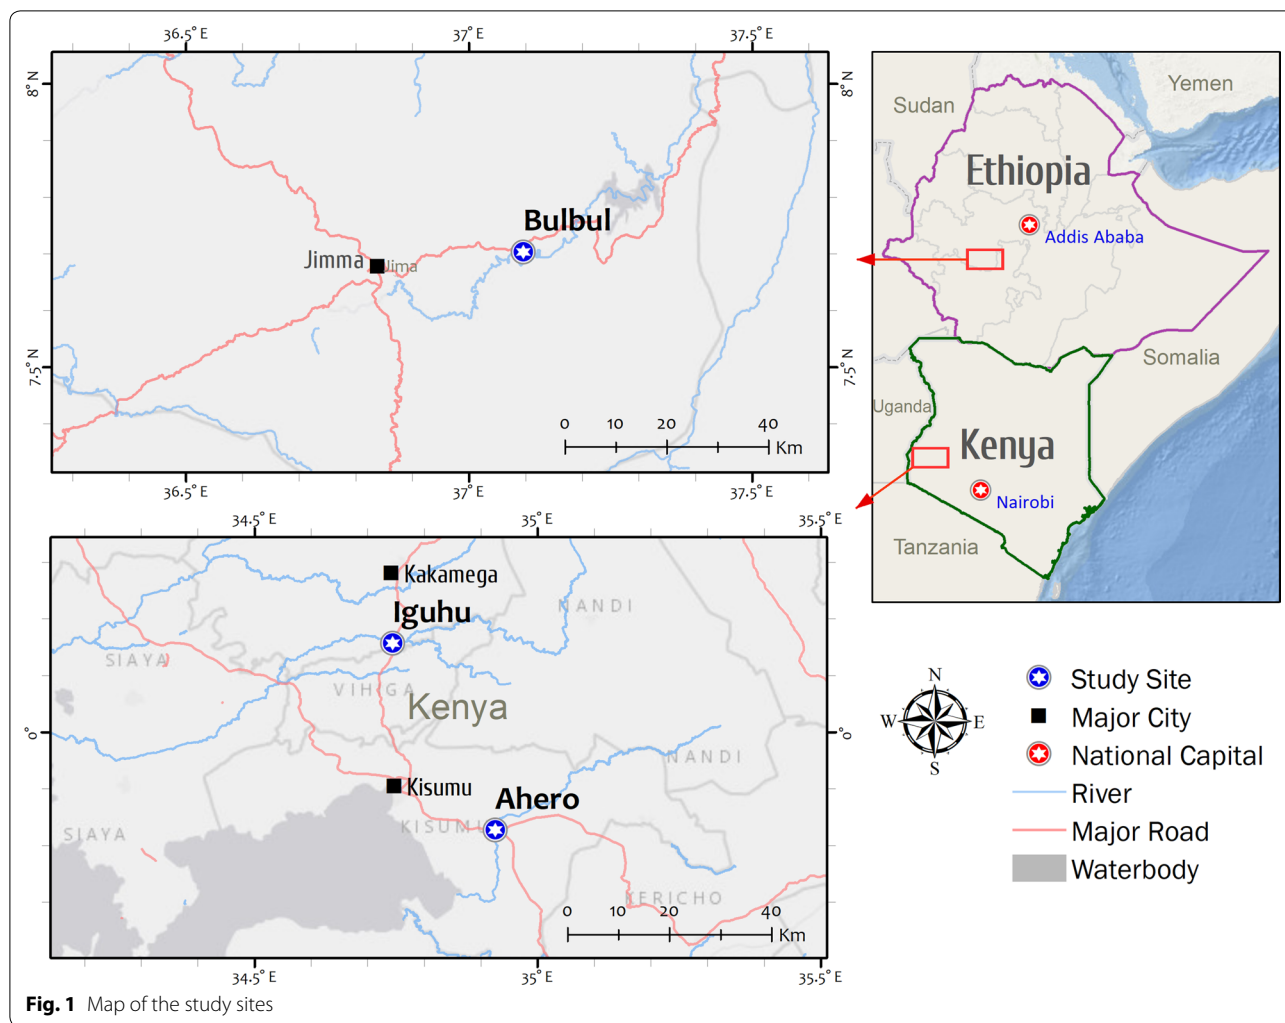 36.5° E
37° E
37.5° E
8° N
8° N
Bulbul
Jimma
Jima
7.5° N
7.5° N
0
10
20
40
Km
36.5° E
37° E
37.5° E
Sudan
Yemen
Ethiopia
Addis Ababa
Somalia
Uganda
Kenya
Nairobi
Tanzania
34.5° E
35° E
35.5° E
Kakamega
Iguhu
NANDI
SIAYA
VIHIGA
Kenya
0°
0°
NANDI
Kisumu
Ahero
KISUMU
SIAYA
KERICHO
0
10
20
40
Km
34.5° E
35° E
35.5° E
N
W
E
S
Study Site
Major City
National Capital
River
Major Road
Waterbody
Fig. 1 Map of the study sites